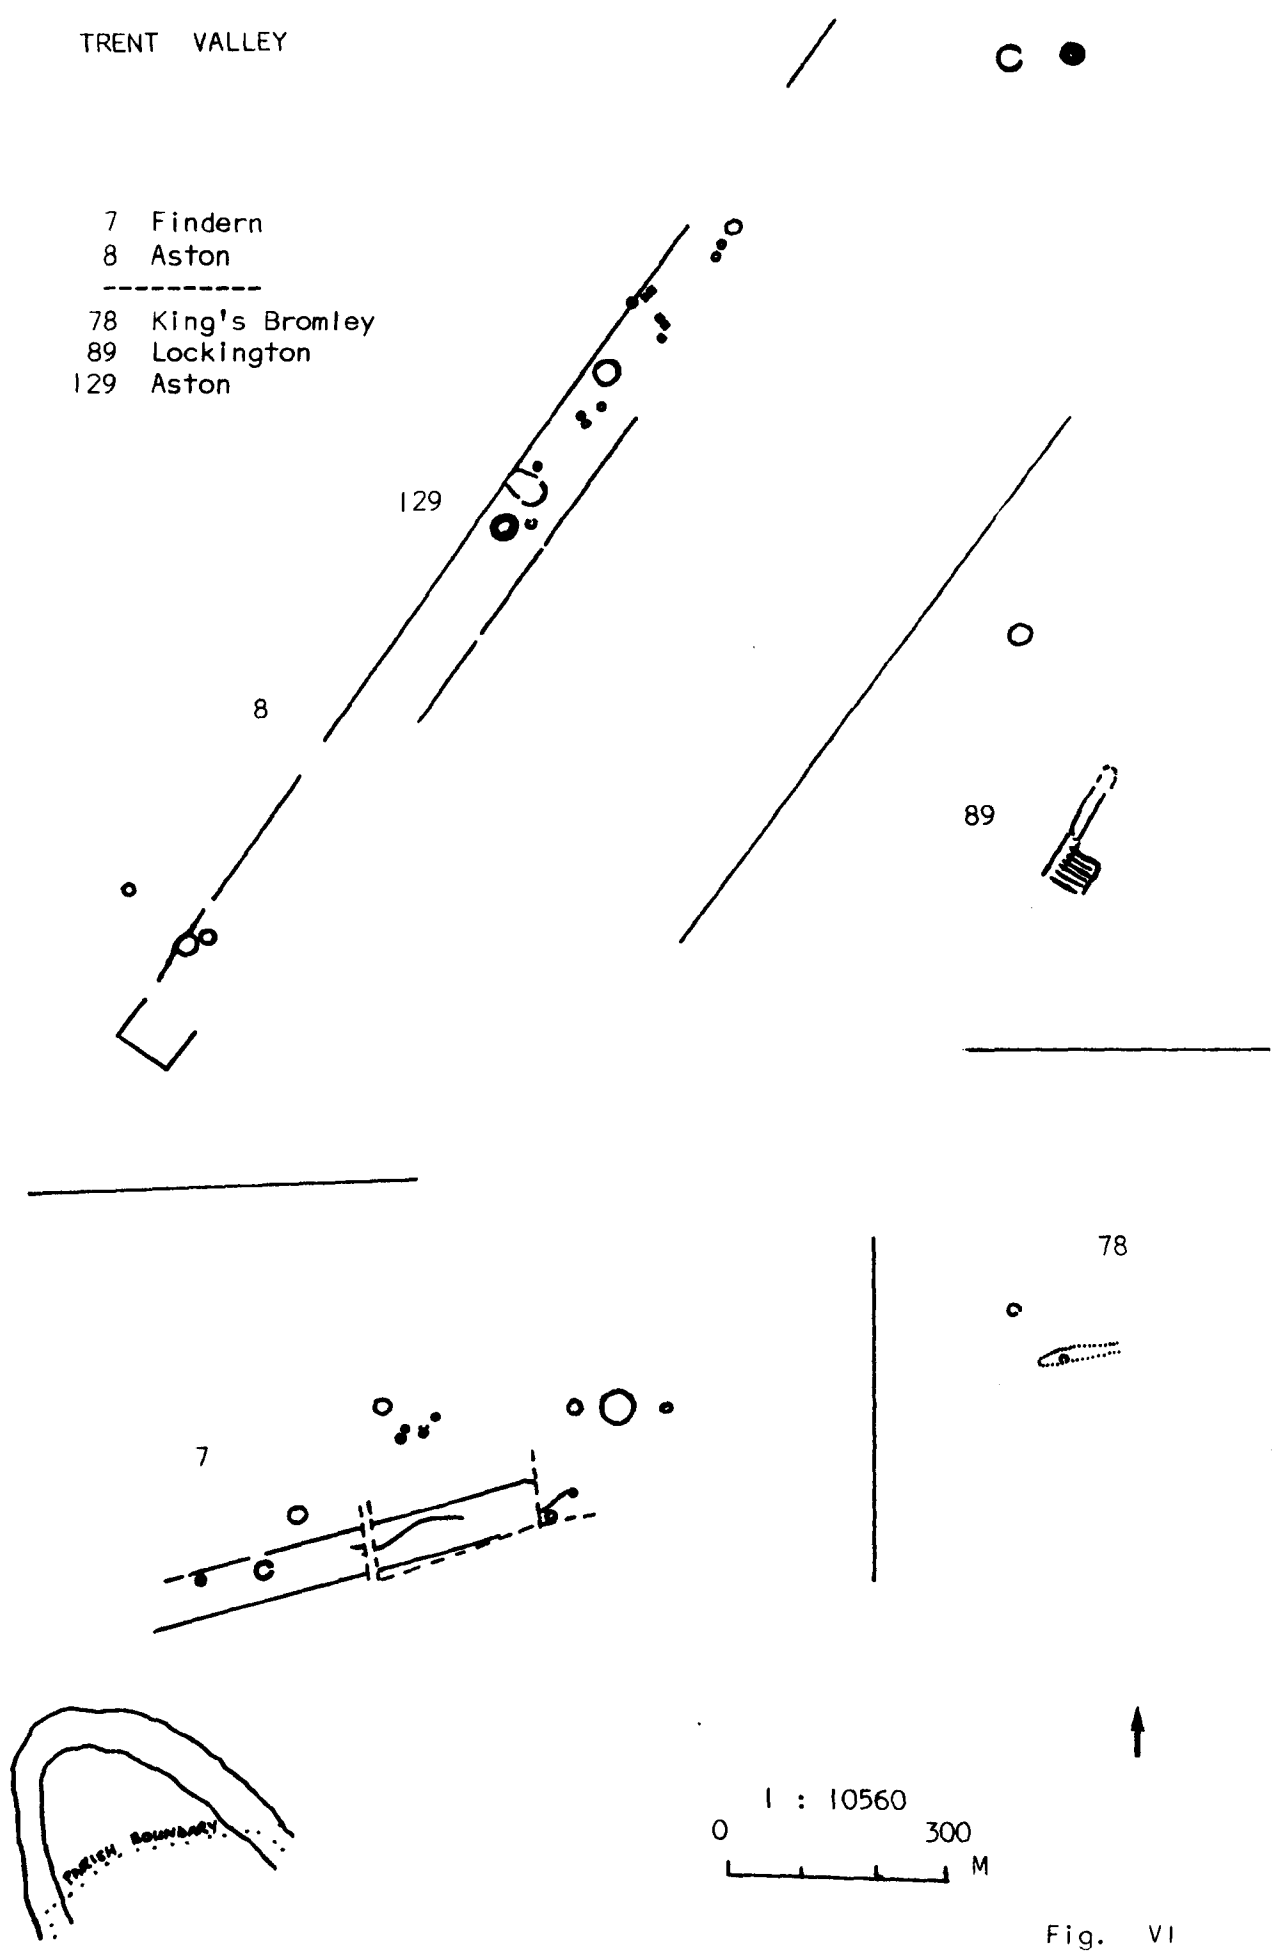 TRENT VALLEY
7 Findern
8 Aston
----------
78 King's Bromley
89 Lockington
129 Aston
129
8
89
78
7
PARISH BOUNDARY
1 : 10560
0 300
M
Fig. VI